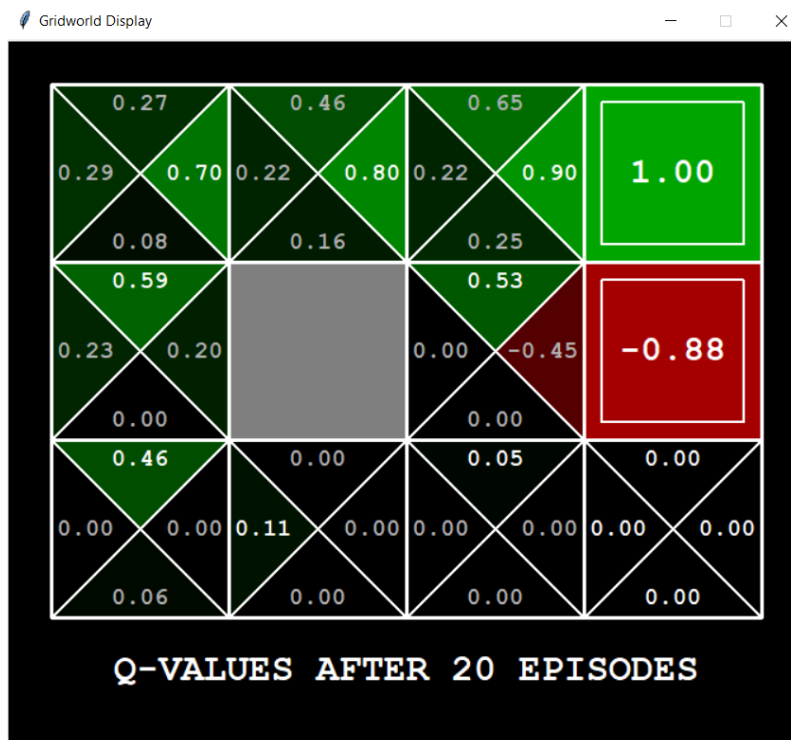 Gridworld Display
0.27 0.46 0.65
0.29 0.70 0.22 0.80 0.22 0.90 1.00
0.08 0.16 0.25
0.59 0.53
0.23 0.20 0.00 -0.45 -0.88
0.00 0.00
0.46 0.00 0.05 0.00
0.00 0.00 0.11 0.00 0.00 0.00 0.00 0.00
0.06 0.00 0.00 0.00
Q-VALUES AFTER 20 EPISODES